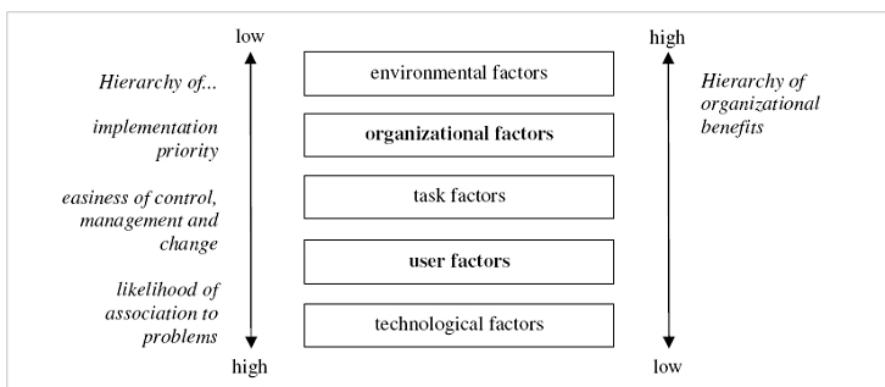 low
Hierarchy of...
implementation
priority
easiness of control,
management and
change
likelihood of
association to
problems
high
environmental factors
organizational factors
task factors
user factors
technological factors
high
Hierarchy of
organizational
benefits
low